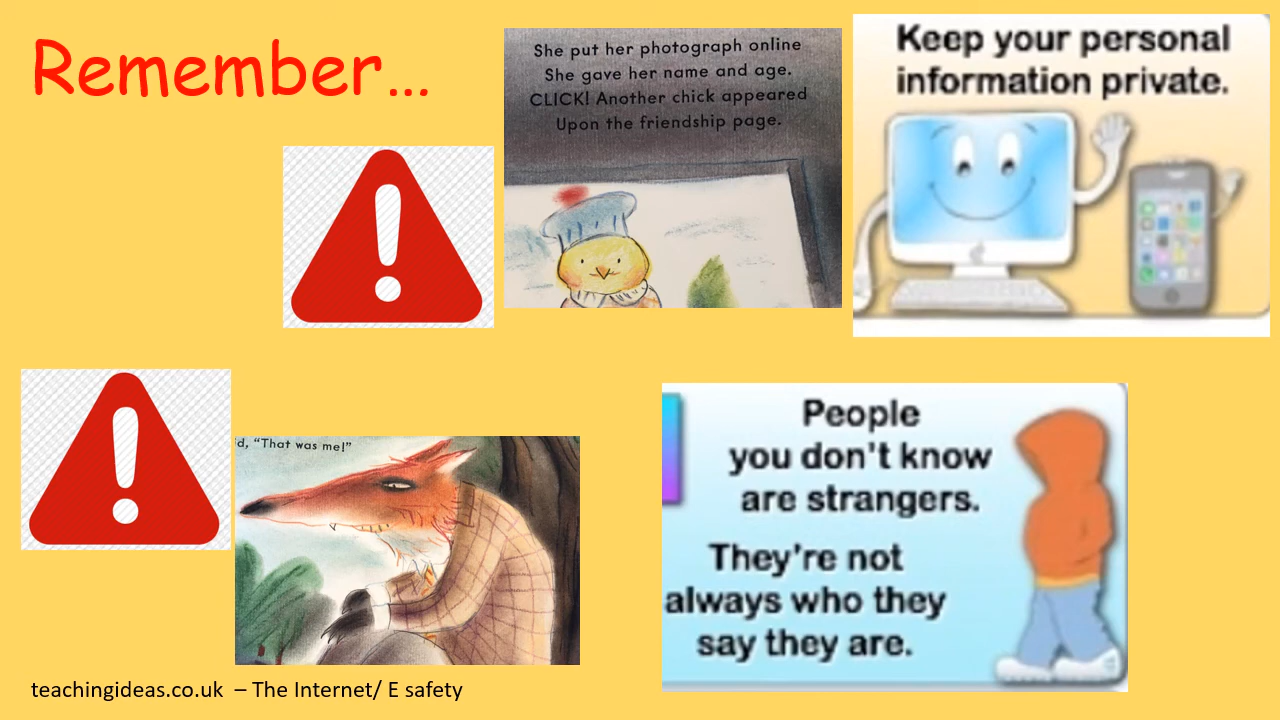 Remember...
She put her photograph online
She gave her name and age.
CLICK! Another chick appeared
Upon the friendship page.
Keep your personal
information private.
d, “That was me!”
People
you don't know
are strangers.
They're not
always who they
say they are.
teachingideas.co.uk – The Internet/ E safety